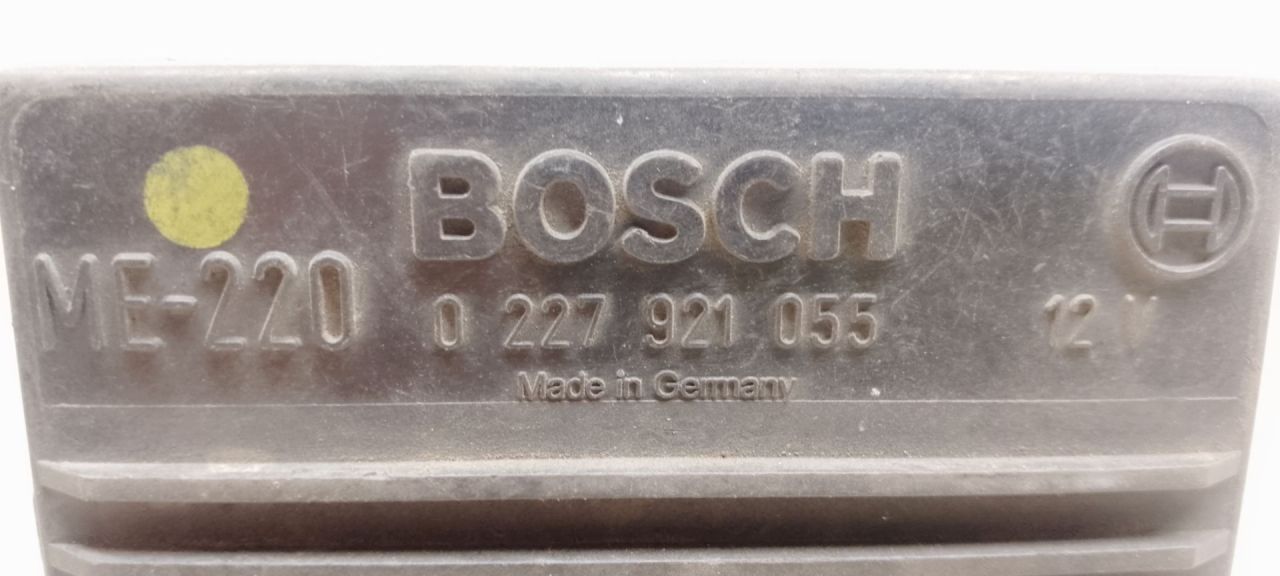 BOSCH
ME-220
0 227 921 055
12 V
Made in Germany